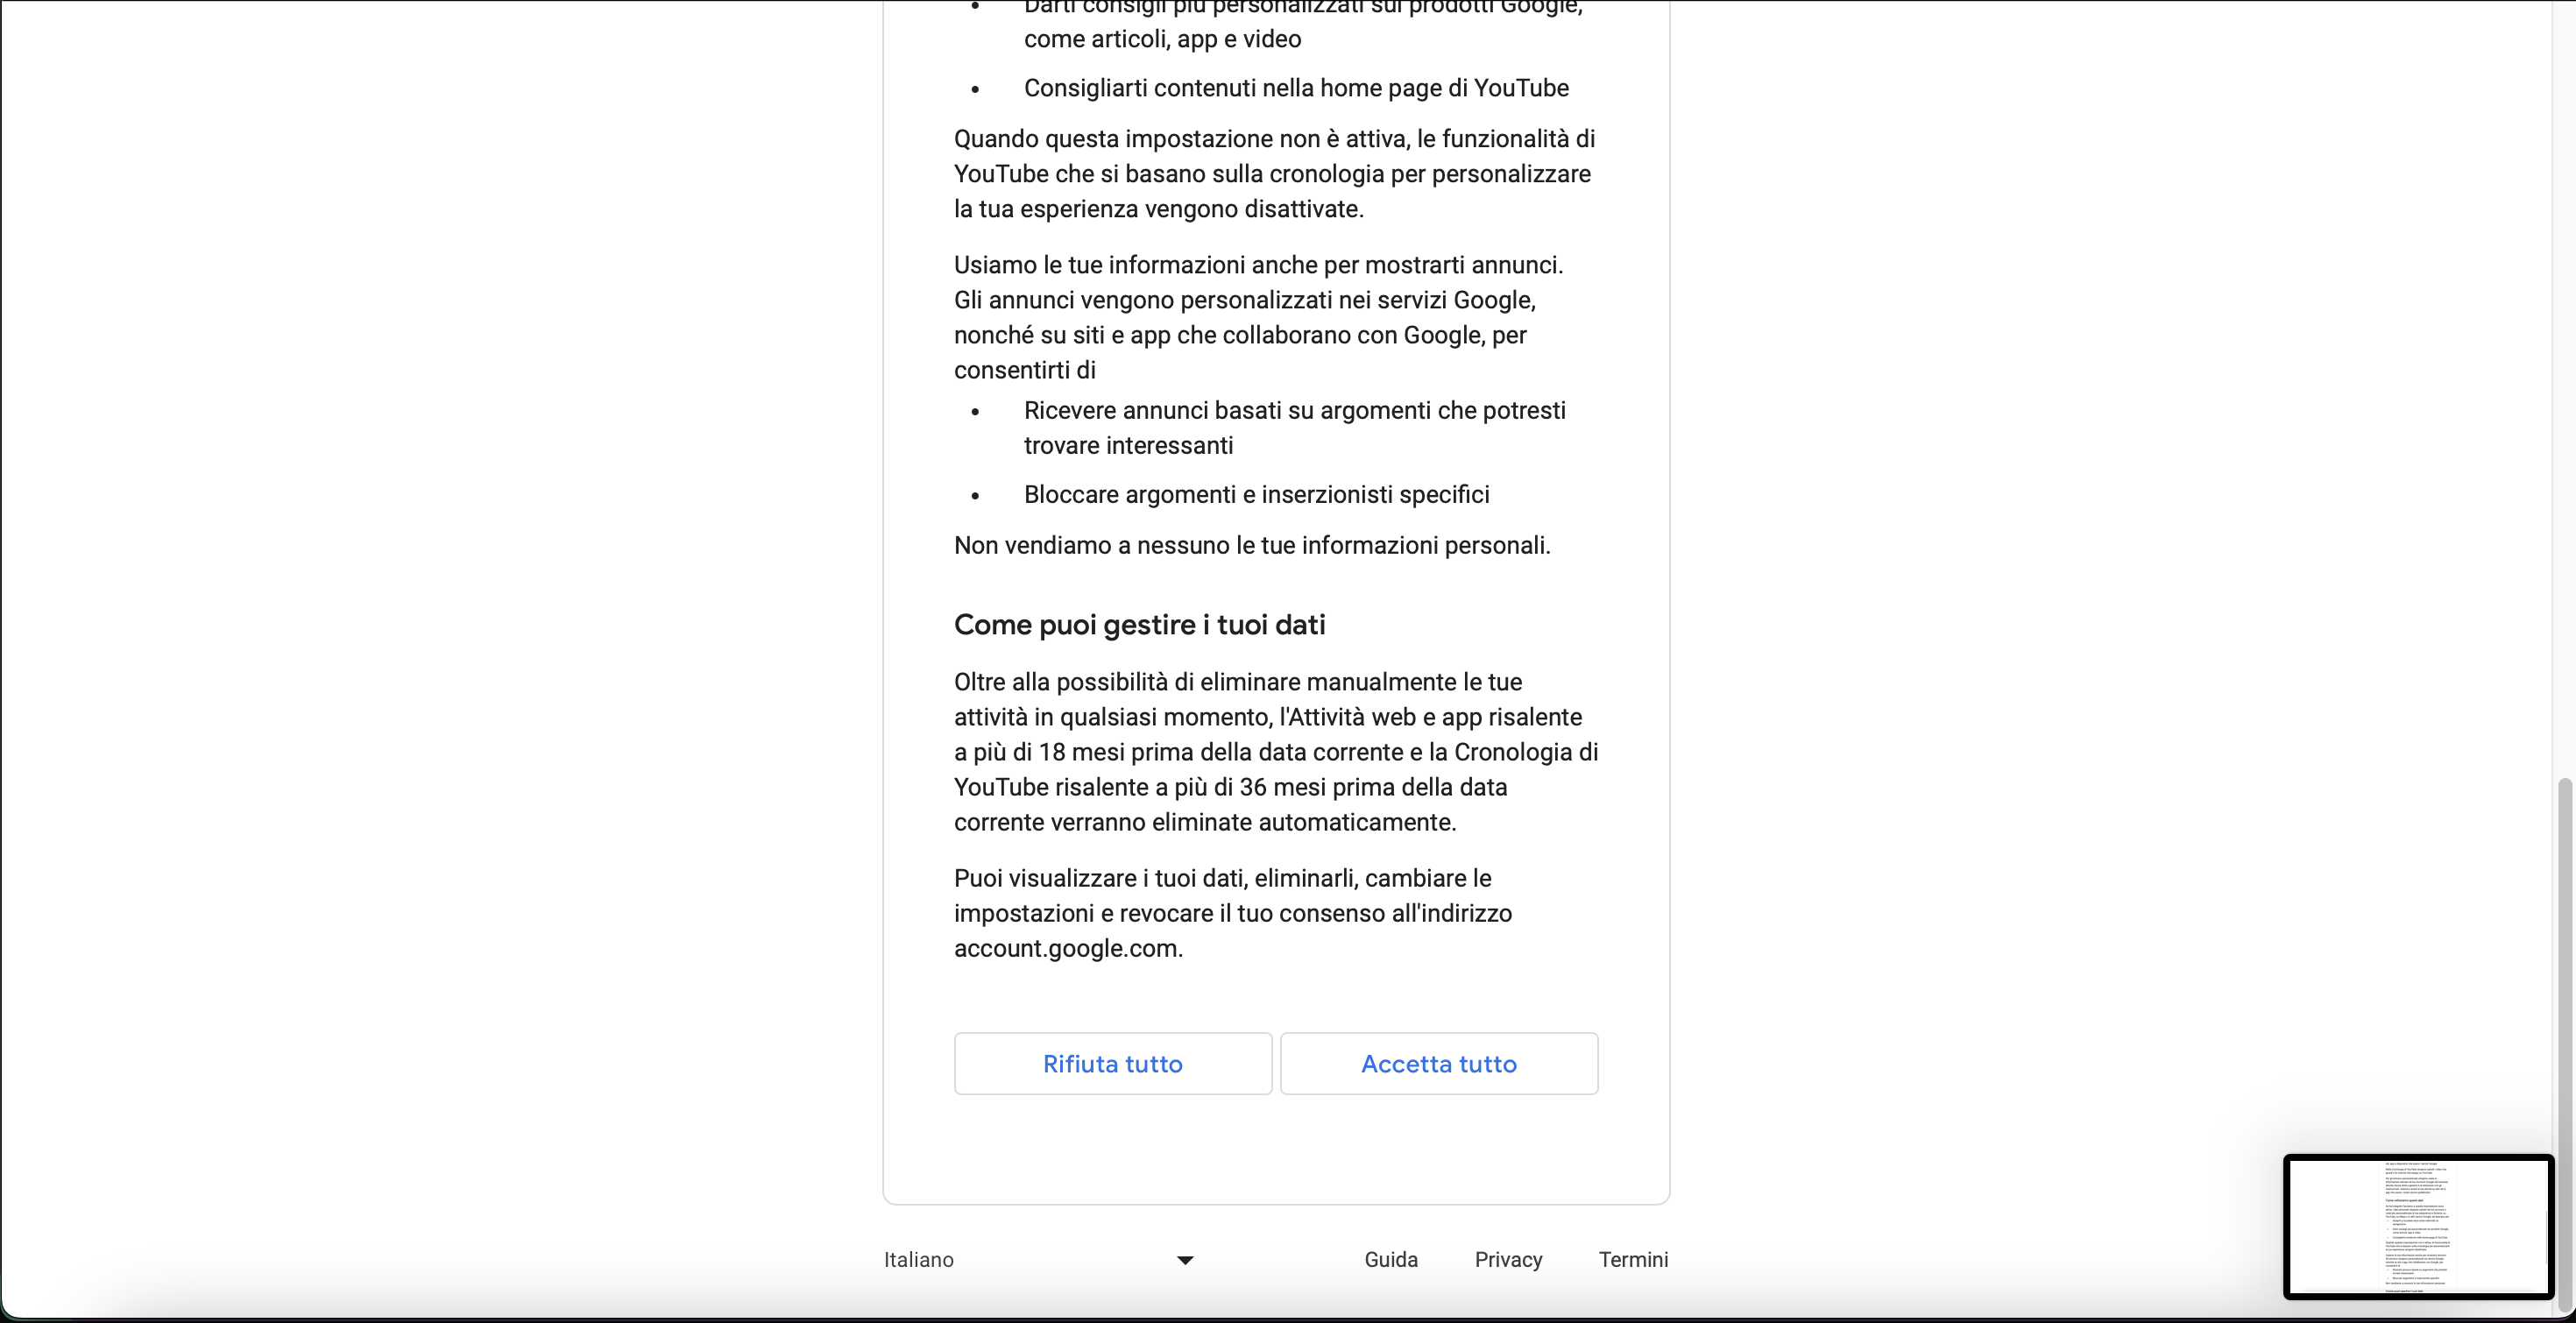 Darti consigli più personalizzati sui prodotti Google,
come articoli, app e video
Consigliarti contenuti nella home page di YouTube
Quando questa impostazione non è attiva, le funzionalità di
YouTube che si basano sulla cronologia per personalizzare
la tua esperienza vengono disattivate.
Usiamo le tue informazioni anche per mostrarti annunci.
Gli annunci vengono personalizzati nei servizi Google,
nonché su siti e app che collaborano con Google, per
consentirti di
Ricevere annunci basati su argomenti che potresti
trovare interessanti
Bloccare argomenti e inserzionisti specifici
Non vendiamo a nessuno le tue informazioni personali.
Come puoi gestire i tuoi dati
Oltre alla possibilità di eliminare manualmente le tue
attività in qualsiasi momento, l'Attività web e app risalente
a più di 18 mesi prima della data corrente e la Cronologia di
YouTube risalente a più di 36 mesi prima della data
corrente verranno eliminate automaticamente.
Puoi visualizzare i tuoi dati, eliminarli, cambiare le
impostazioni e revocare il tuo consenso all'indirizzo
account.google.com.
Rifiuta tutto
Accetta tutto
Italiano
Guida
Privacy
Termini